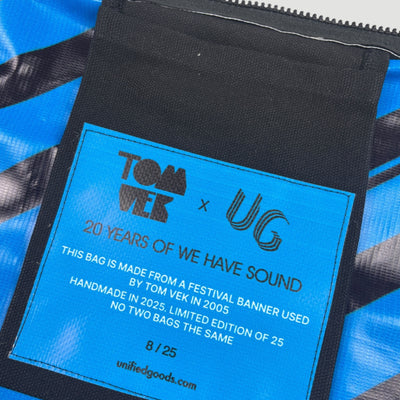 TOM VEK x UG
20 YEARS OF WE HAVE SOUND
THIS BAG IS MADE FROM A FESTIVAL BANNER USED
BY TOM VEK IN 2005
HANDMADE IN 2025, LIMITED EDITION OF 25
NO TWO BAGS THE SAME
8 / 25
unifiedgoods.com